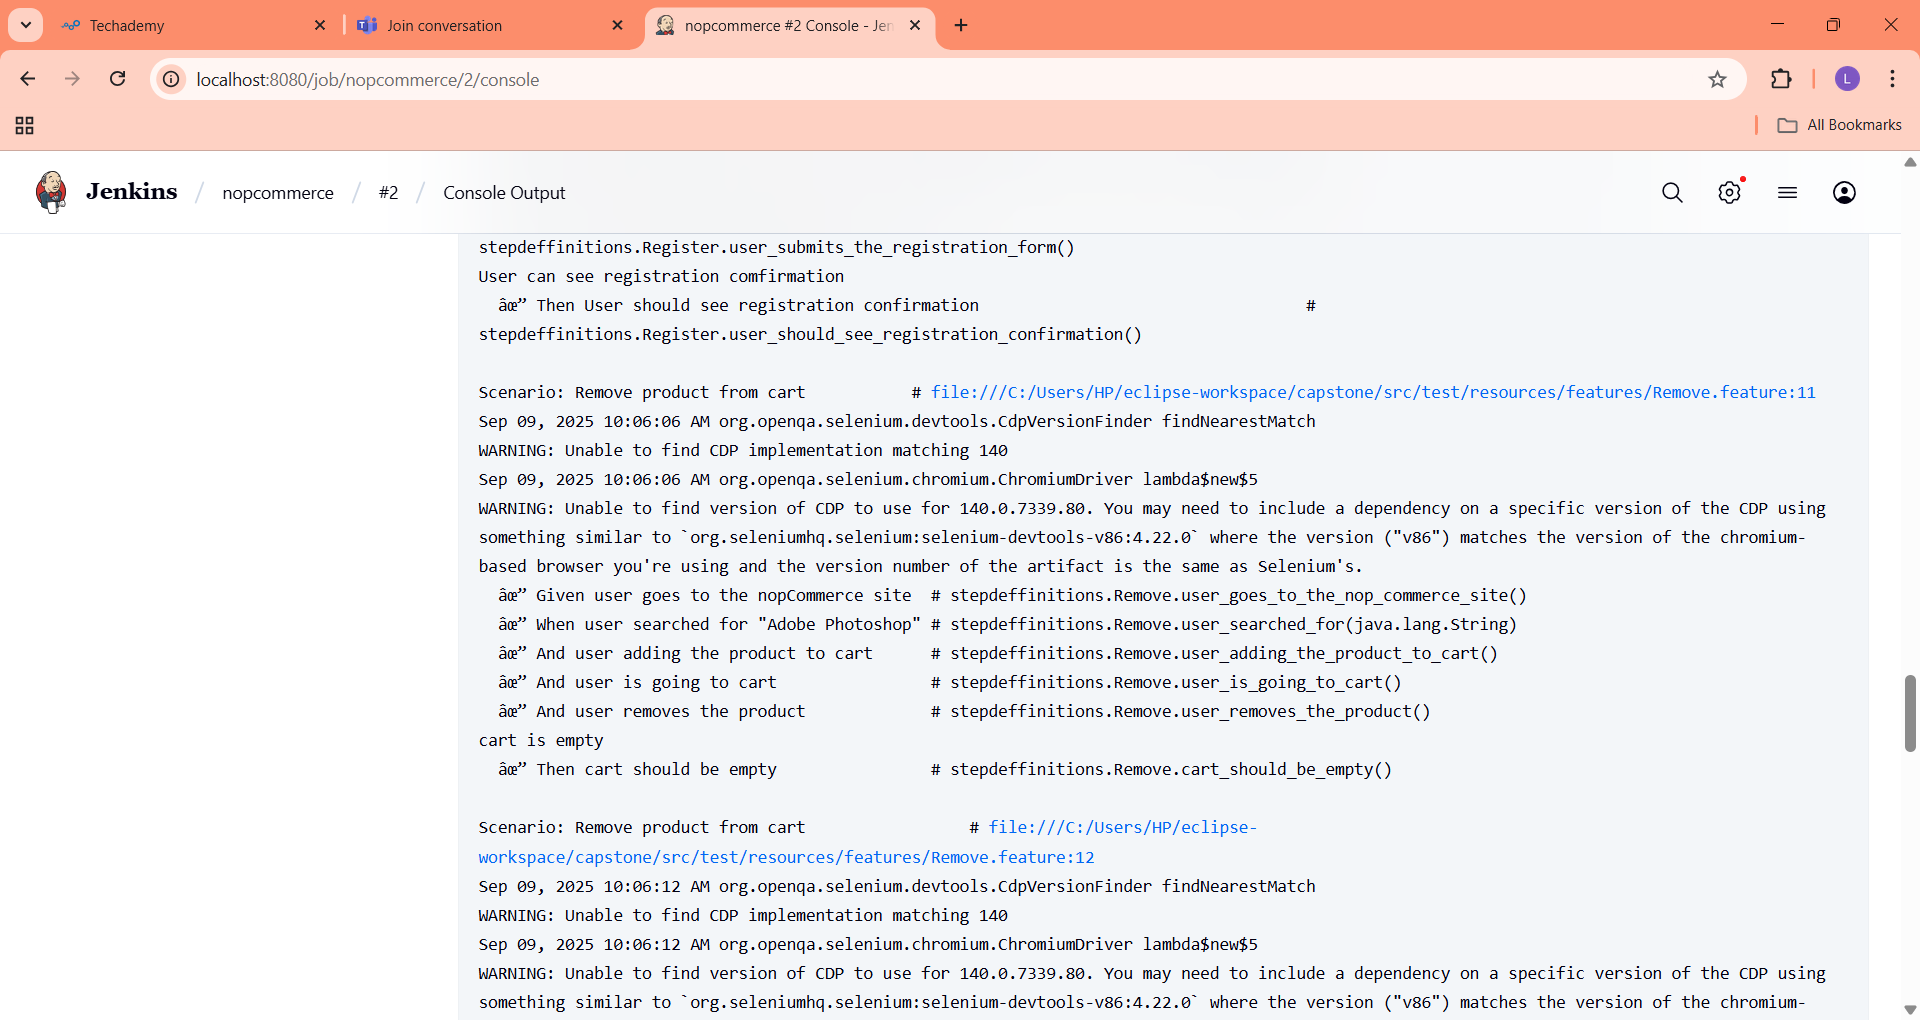 Techademy
Join conversation
nopcommerce #2 Console - Jen
localhost:8080/job/nopcommerce/2/console
L
All Bookmarks
Jenkins / nopcommerce / #2 / Console Output
stepdeffinitions.Register.user_submits_the_registration_form()
User can see registration comfirmation
âœ” Then User should see registration confirmation #
stepdeffinitions.Register.user_should_see_registration_confirmation()
Scenario: Remove product from cart # file:///C:/Users/HP/eclipse-workspace/capstone/src/test/resources/features/Remove.feature:11
Sep 09, 2025 10:06:06 AM org.openqa.selenium.devtools.CdpVersionFinder findNearestMatch
WARNING: Unable to find CDP implementation matching 140
Sep 09, 2025 10:06:06 AM org.openqa.selenium.chromium.ChromiumDriver lambda$new$5
WARNING: Unable to find version of CDP to use for 140.0.7339.80. You may need to include a dependency on a specific version of the CDP using
something similar to `org.seleniumhq.selenium:selenium-devtools-v86:4.22.0` where the version ("v86") matches the version of the chromium-
based browser you're using and the version number of the artifact is the same as Selenium's.
âœ” Given user goes to the nopCommerce site # stepdeffinitions.Remove.user_goes_to_the_nop_commerce_site()
âœ” When user searched for "Adobe Photoshop" # stepdeffinitions.Remove.user_searched_for(java.lang.String)
âœ” And user adding the product to cart # stepdeffinitions.Remove.user_adding_the_product_to_cart()
âœ” And user is going to cart # stepdeffinitions.Remove.user_is_going_to_cart()
âœ” And user removes the product # stepdeffinitions.Remove.user_removes_the_product()
cart is empty
âœ” Then cart should be empty # stepdeffinitions.Remove.cart_should_be_empty()
Scenario: Remove product from cart # file:///C:/Users/HP/eclipse-
workspace/capstone/src/test/resources/features/Remove.feature:12
Sep 09, 2025 10:06:12 AM org.openqa.selenium.devtools.CdpVersionFinder findNearestMatch
WARNING: Unable to find CDP implementation matching 140
Sep 09, 2025 10:06:12 AM org.openqa.selenium.chromium.ChromiumDriver lambda$new$5
WARNING: Unable to find version of CDP to use for 140.0.7339.80. You may need to include a dependency on a specific version of the CDP using
something similar to `org.seleniumhq.selenium:selenium-devtools-v86:4.22.0` where the version ("v86") matches the version of the chromium-